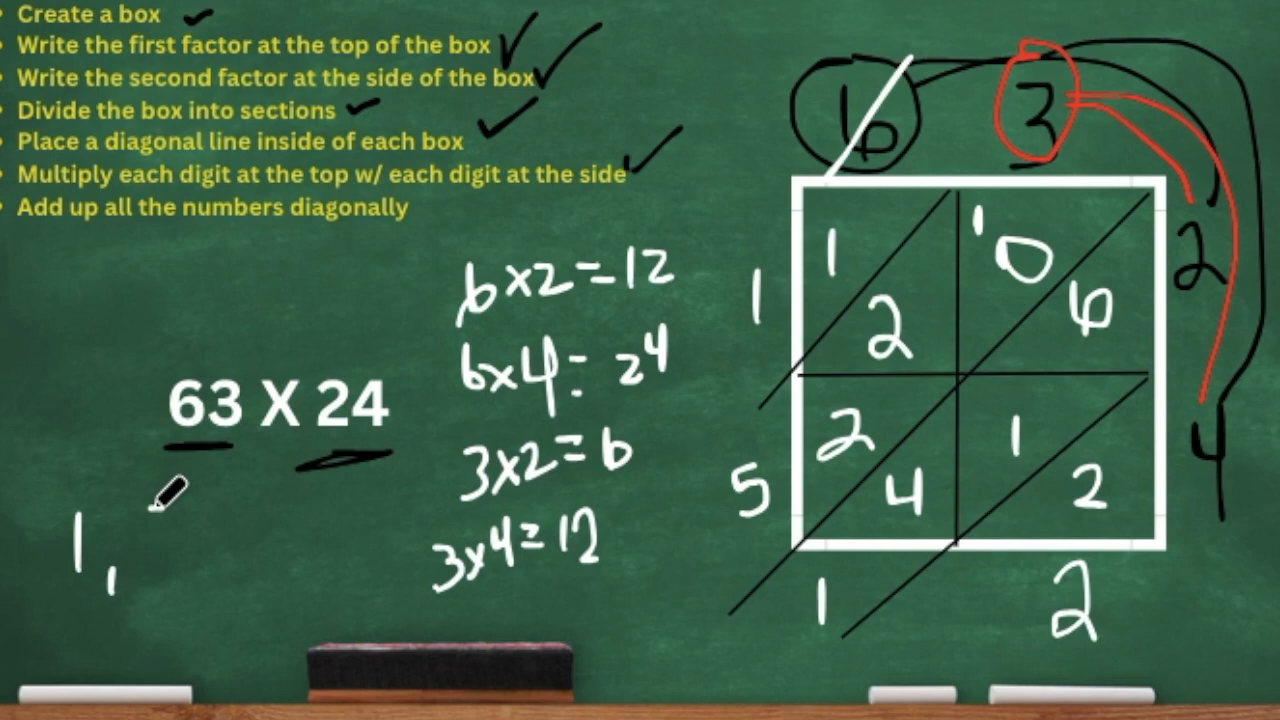 • Create a box
• Write the first factor at the top of the box
• Write the second factor at the side of the box
• Divide the box into sections
• Place a diagonal line inside of each box
• Multiply each digit at the top w/ each digit at the side
• Add up all the numbers diagonally
6 3
1 1 2 1 0 6 2
5 2 4 1 2 4
1 2
6x2=12
6x4=24
3x2=6
3x4=12
63 X 24
1,